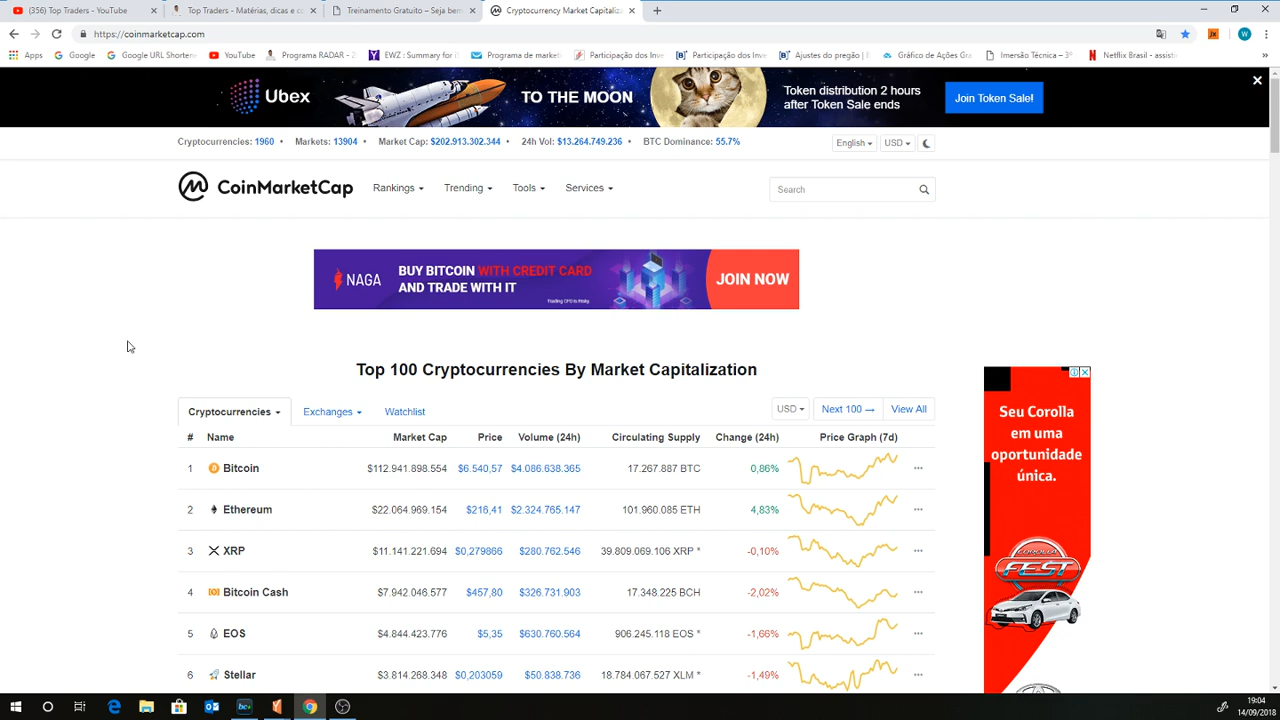 (356) Top Traders - YouTube
Top Traders - Matérias, dicas e co
Treinamento Gratuito – Seja bem
Cryptocurrency Market Capitaliz
https://coinmarketcap.com
Apps
Google
Google URL Shorten
YouTube
Programa RADAR - 2
EWZ : Summary for i
Programa de market
Participação dos Inve
Participação dos Inve
Ajustes do pregão |
Gráfico de Ações Gra
Imersão Técnica – 3ª
Netflix Brasil - assisti
Ubex
TO THE MOON
Token distribution 2 hours
after Token Sale ends
Join Token Sale!
Cryptocurrencies: 1960 • Markets: 13904 • Market Cap: $202.913.302.344 • 24h Vol: $13.264.749.236 • BTC Dominance: 55.7%
English
USD
CoinMarketCap
Rankings
Trending
Tools
Services
Search
NAGA
BUY BITCOIN WITH CREDIT CARD
AND TRADE WITH IT
Trading CFD is Risky.
JOIN NOW
Top 100 Cryptocurrencies By Market Capitalization
Cryptocurrencies
Exchanges
Watchlist
USD
Next 100 →
View All
# Name Market Cap Price Volume (24h) Circulating Supply Change (24h) Price Graph (7d)
1 Bitcoin $112.941.898.554 $6.540,57 $4.086.638.365 17.267.887 BTC 0,86%
2 Ethereum $22.064.969.154 $216,41 $2.324.765.147 101.960.085 ETH 4,83%
3 XRP $11.141.221.694 $0,279866 $280.762.546 39.809.069.106 XRP * -0,10%
4 Bitcoin Cash $7.942.046.577 $457,80 $326.731.903 17.348.225 BCH -2,02%
5 EOS $4.844.423.776 $5,35 $630.760.564 906.245.118 EOS * -1,66%
6 Stellar $3.814.268.348 $0,203059 $50.838.736 18.784.067.527 XLM * -1,49%
Seu Corolla
em uma
oportunidade
única.
COROLLA
FEST
19:04
14/09/2018